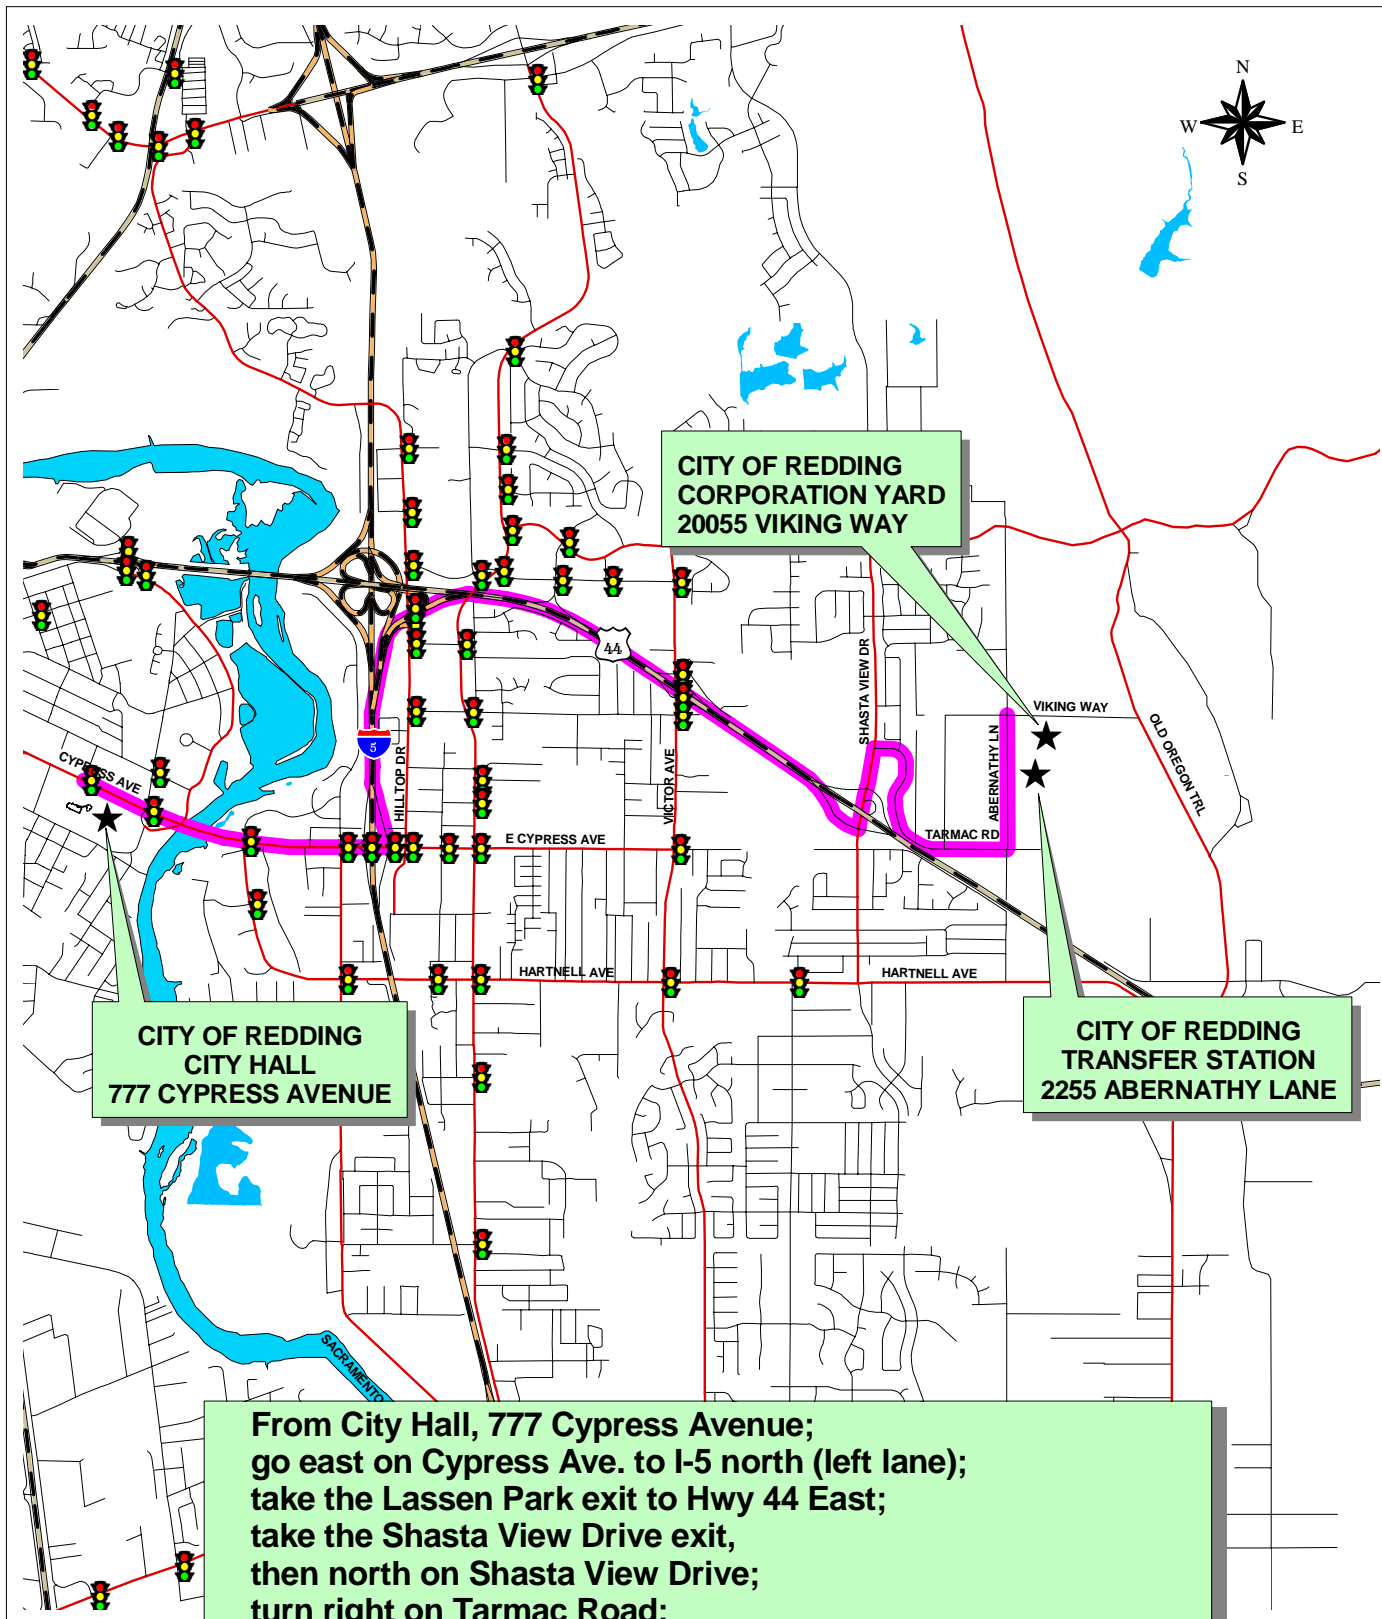 N
W E
S
CITY OF REDDING
CORPORATION YARD
20055 VIKING WAY
44
SHASTA VIEW DR
VIKING WAY
ABERNATHY LN
OLD OREGON TRL
5
CYPRESS AVE
HILLTOP DR
VICTOR AVE
E CYPRESS AVE
TARMAC RD
HARTNELL AVE
HARTNELL AVE
CITY OF REDDING
CITY HALL
777 CYPRESS AVENUE
CITY OF REDDING
TRANSFER STATION
2255 ABERNATHY LANE
SACRAMENTO
From City Hall, 777 Cypress Avenue;
go east on Cypress Ave. to I-5 north (left lane);
take the Lassen Park exit to Hwy 44 East;
take the Shasta View Drive exit,
then north on Shasta View Drive;
turn right on Tarmac Road;